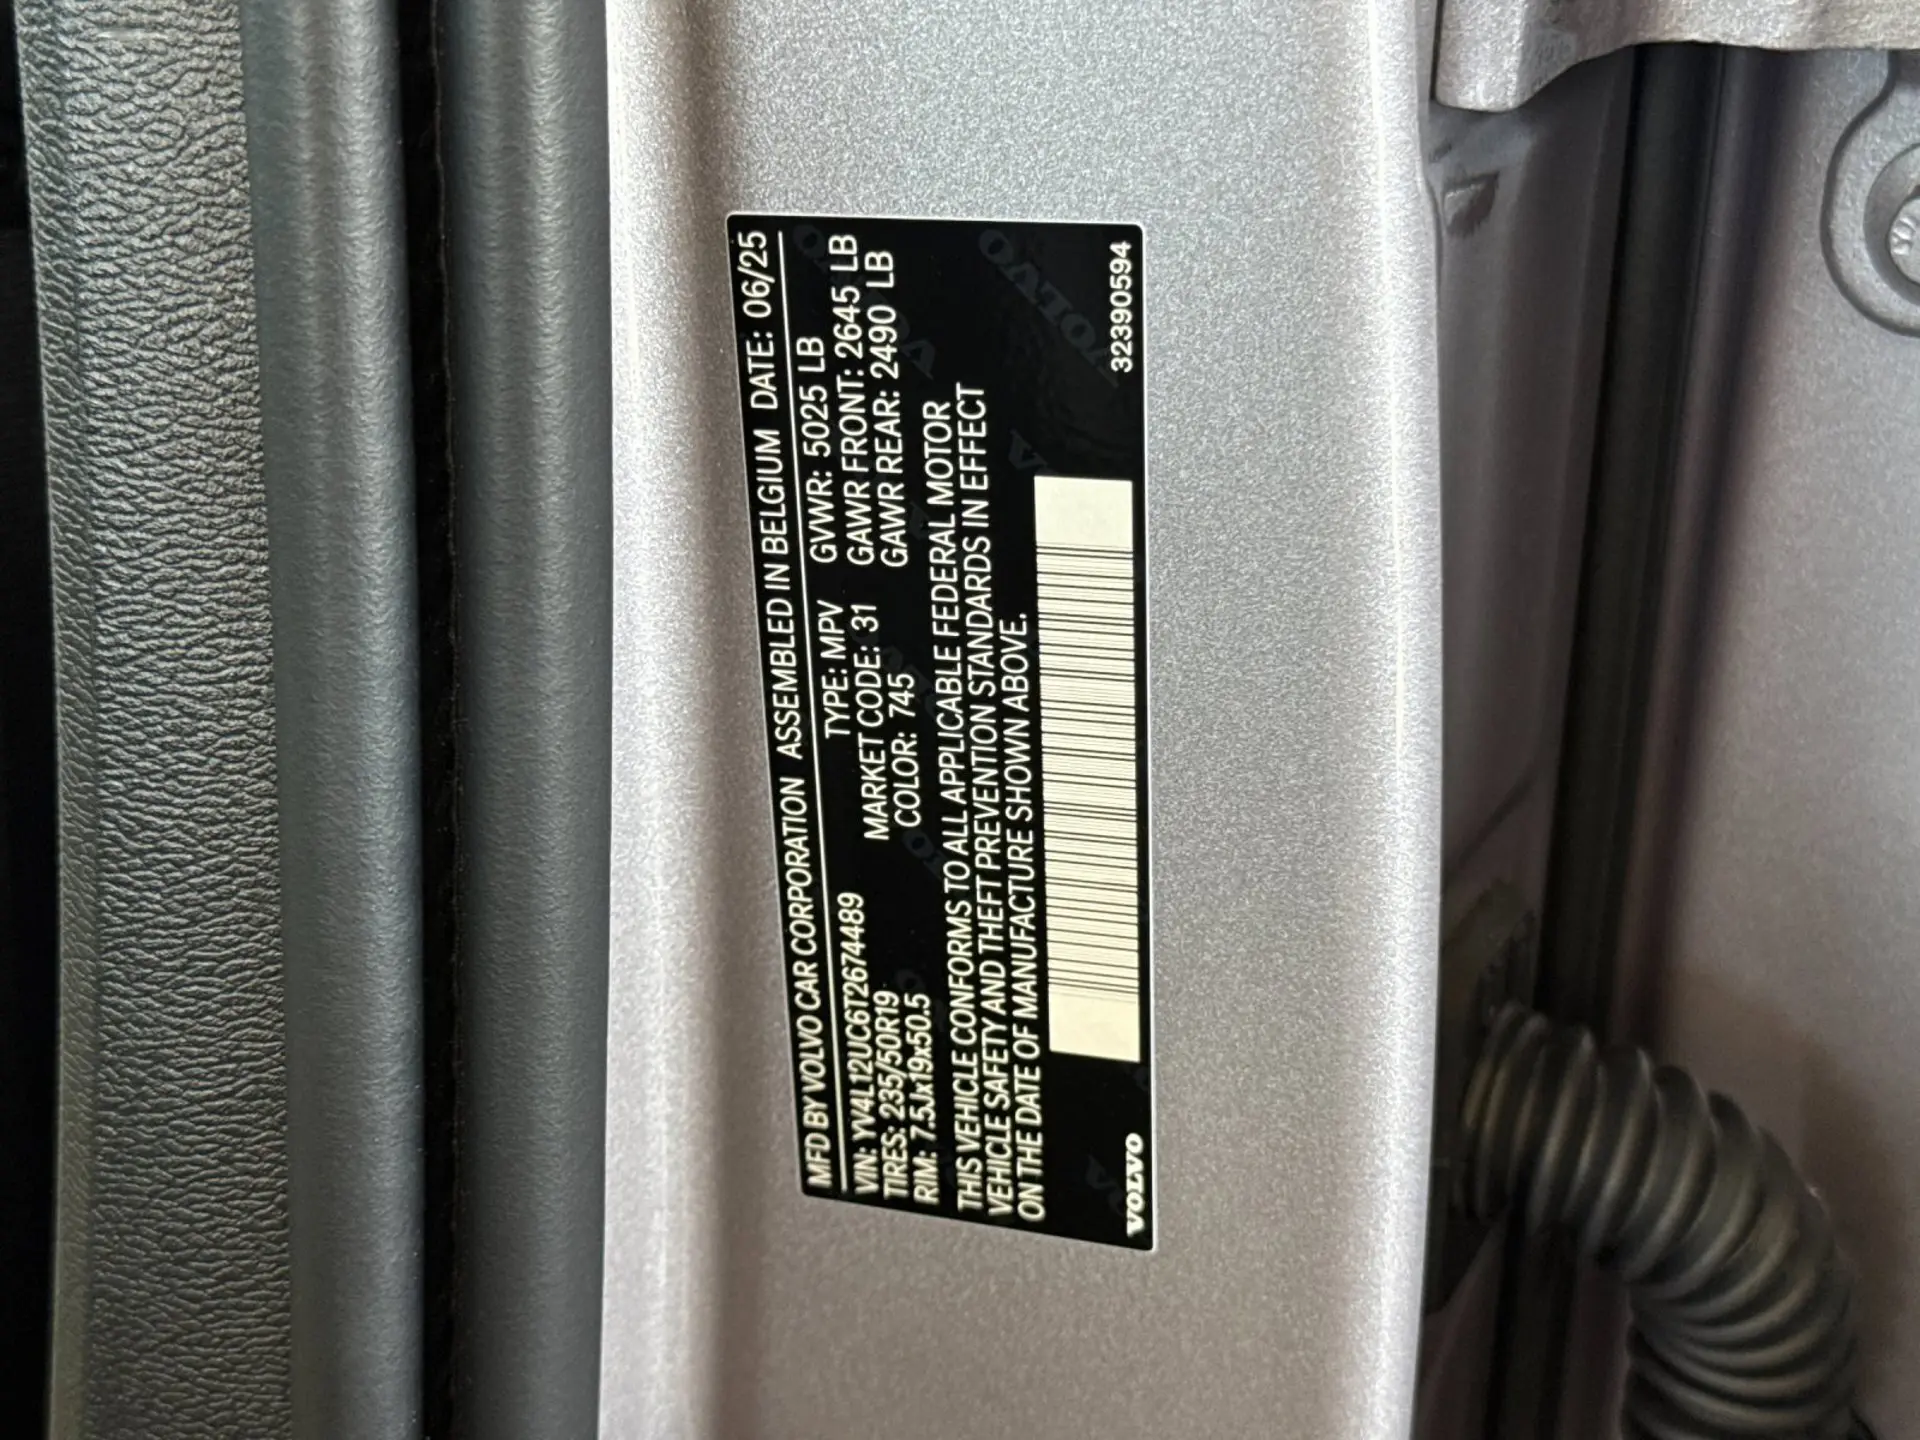 MFD BY VOLVO CAR CORPORATION ASSEMBLED IN BELGIUM DATE: 06/25
VIN: YV4L12UC6T2674489 TYPE: MPV GVWR: 5025 LB
TIRES: 235/50R19 MARKET CODE: 31 GAWR FRONT: 2645 LB
RIM: 7.5Jx19x50.5 COLOR: 745 GAWR REAR: 2490 LB
THIS VEHICLE CONFORMS TO ALL APPLICABLE FEDERAL MOTOR
VEHICLE SAFETY AND THEFT PREVENTION STANDARDS IN EFFECT
ON THE DATE OF MANUFACTURE SHOWN ABOVE.
VOLVO 32390594